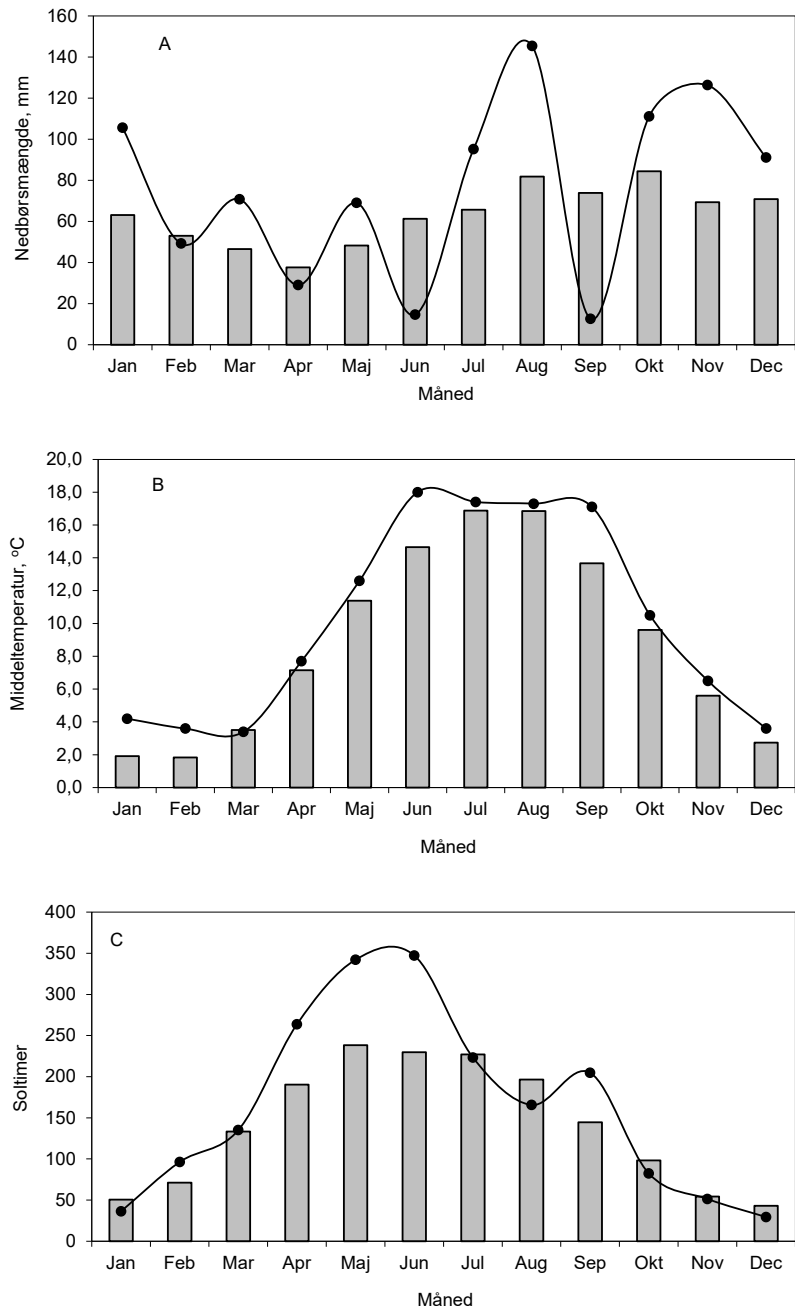 A
Nedbørsmængde, mm
160
140
120
100
80
60
40
20
0
Jan Feb Mar Apr Maj Jun Jul Aug Sep Okt Nov Dec
Måned
B
Middeltemperatur, ºC
20,0
18,0
16,0
14,0
12,0
10,0
8,0
6,0
4,0
2,0
0,0
Jan Feb Mar Apr Maj Jun Jul Aug Sep Okt Nov Dec
Måned
C
Soltimer
400
350
300
250
200
150
100
50
0
Jan Feb Mar Apr Maj Jun Jul Aug Sep Okt Nov Dec
Måned